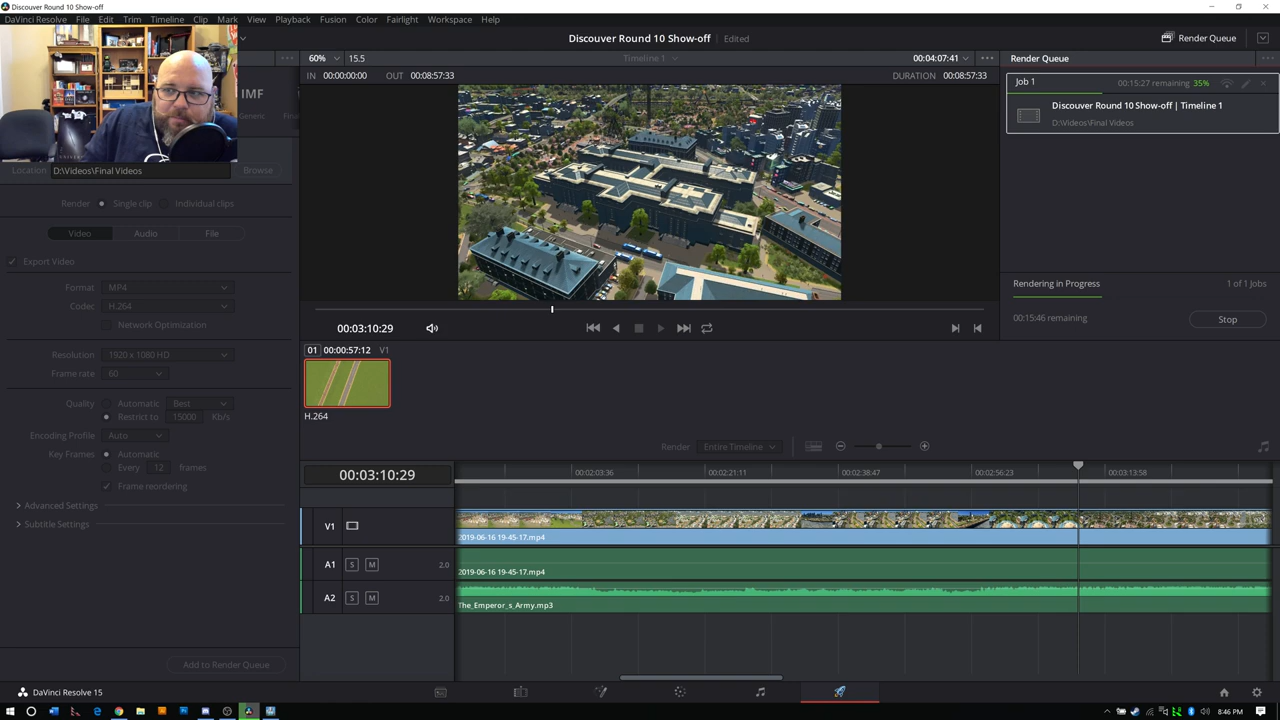 Discouver Round 10 Show-off
DaVinci Resolve File Edit Trim Timeline Clip Mark View Playback Fusion Color Fairlight Workspace Help
Discouver Round 10 Show-off Edited
Render Queue
60% 15.5 Timeline 1 00:04:07:41
Render Queue
IN 00:00:00:00 OUT 00:08:57:33 DURATION 00:08:57:33
Job 1 00:15:27 remaining 35%
Discouver Round 10 Show-off | Timeline 1
D:\Videos\Final Videos
IMF
Generic
Location D:\Videos\Final Videos Browse
Render Single clip Individual clips
Video Audio File
Export Video
Format MP4
Codec H.264
Network Optimization
Resolution 1920 x 1080 HD
Frame rate 60
Quality Automatic Best
Restrict to 15000 Kb/s
Encoding Profile Auto
Key Frames Automatic
Every 12 frames
Frame reordering
Advanced Settings
Subtitle Settings
Add to Render Queue
00:03:10:29
Rendering in Progress 1 of 1 Jobs
00:15:46 remaining Stop
01 00:00:57:12 V1
H.264
Render Entire Timeline
00:03:10:29
00:02:03:36 00:02:21:11 00:02:38:47 00:02:56:23 00:03:13:58
V1
2019-06-16 19-45-17.mp4
A1 S M 2.0
2019-06-16 19-45-17.mp4
A2 S M 2.0
The_Emperor_s_Army.mp3
DaVinci Resolve 15
8:46 PM